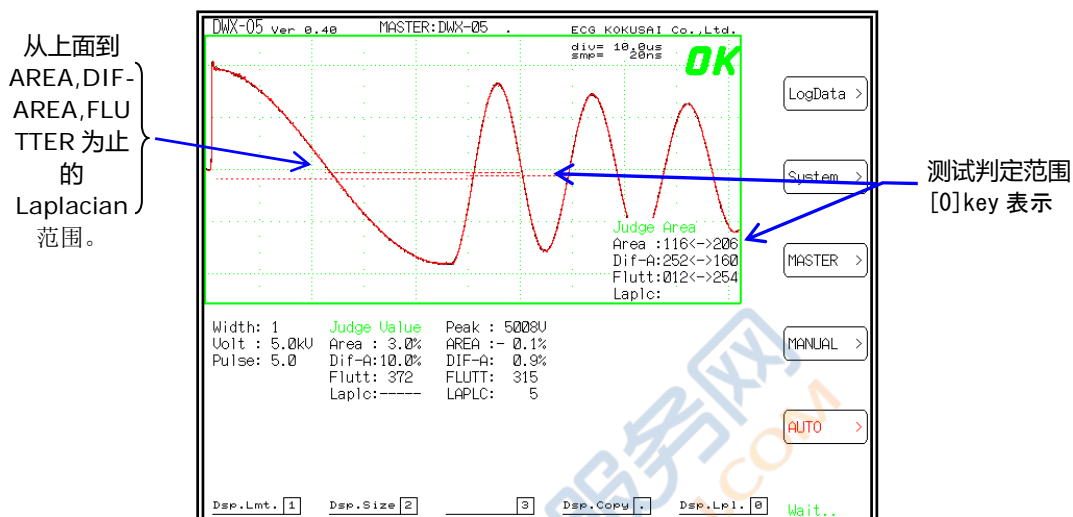 从上面到
AREA,DIF-
AREA,FLU
TTER 为止
的
Laplacian
范围。
DWX-05 Ver 0.40 MASTER:DWX-05 . ECG KOKUSAI Co.,Ltd.
div= 10.0us
smp= 20ns
OK
Judge Area
Area :116<->206
Dif-A:252<->160
Flutt:012<->254
Laplc:
LogData >
System >
MASTER >
MANUAL >
AUTO >
测试判定范围
[0]key 表示
Width: 1 Judge Value Peak : 5008V
Volt : 5.0kV Area : 3.0% AREA :- 0.1%
Pulse: 5.0 Dif-A:10.0% DIF-A: 0.9%
Flutt: 372 FLUTT: 315
Laplc:----- LAPLC: 5
Dsp.Lmt. 1 Dsp.Size 2 3 Dsp.Copy . Dsp.Lpl. 0 Wait..
服务网
.COM